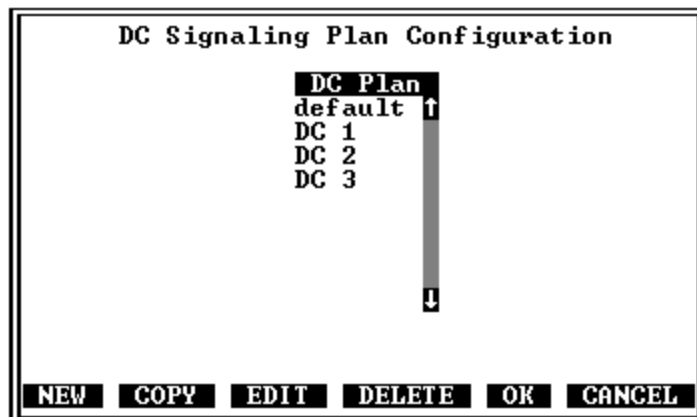 DC Signaling Plan Configuration
DC Plan
default
DC 1
DC 2
DC 3
NEW COPY EDIT DELETE OK CANCEL